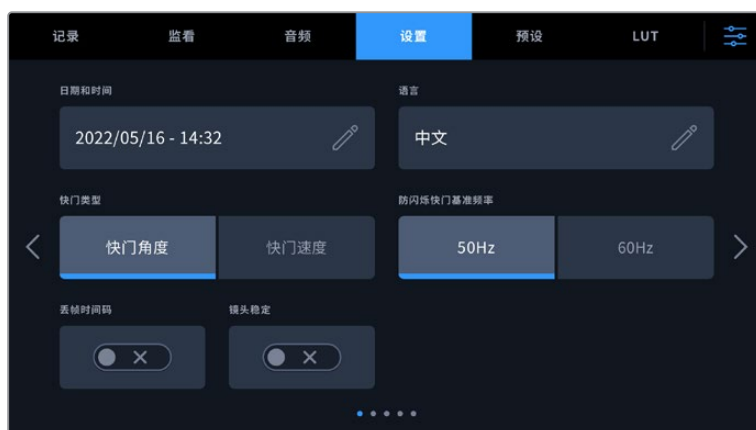 记录 监看 音频 设置 预设 LUT
日期和时间 语言
2022/05/16 - 14:32 中文
快门类型 防闪烁快门基准频率
快门角度 快门速度 50Hz 60Hz
丢帧时间码 镜头稳定